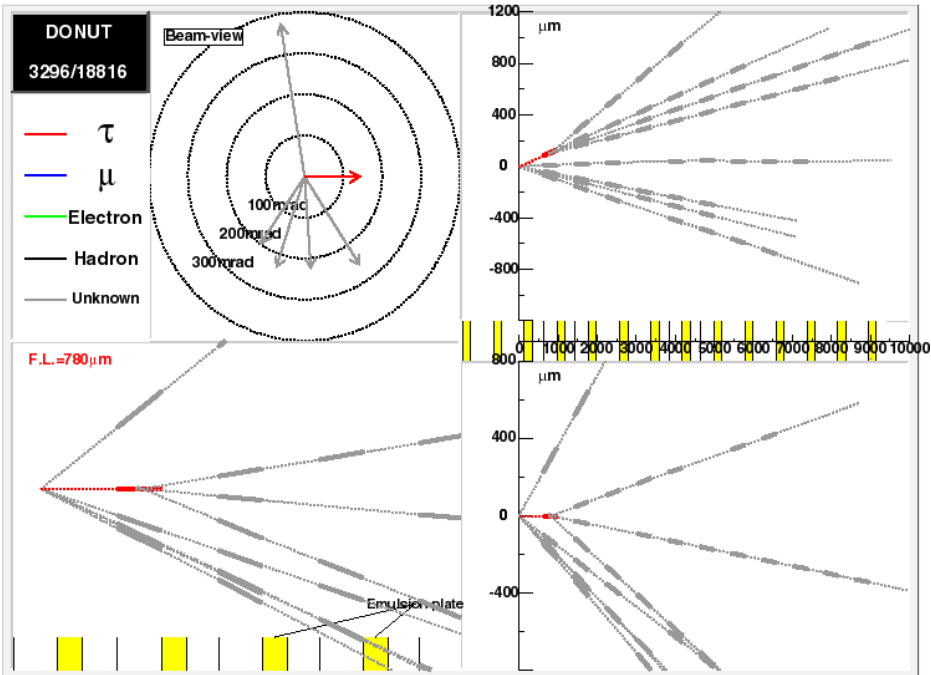 DONUT
3296/18816
τ
μ
Electron
Hadron
Unknown
Beam-view
100mrad
200mrad
300mrad
1200
μm
800
400
0
-400
-800
0 1000 2000 3000 4000 5000 6000 7000 8000 9000 10000
800
μm
400
0
-400
F.L.=780μm
Emulsion plate